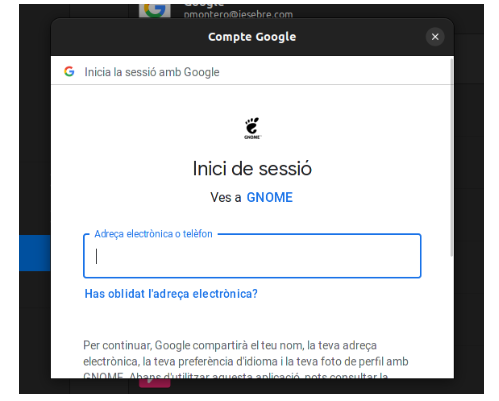 Google
pmontero@iesebre.com
Compte Google
Inicia la sessió amb Google
GNOME
Inici de sessió
Ves a GNOME
Adreça electrònica o telèfon
Has oblidat l'adreça electrònica?
Per continuar, Google compartirà el teu nom, la teva adreça
electrònica, la teva preferència d'idioma i la teva foto de perfil amb
GNOME. Abans d'utilitzar aquesta aplicació, pots consultar la